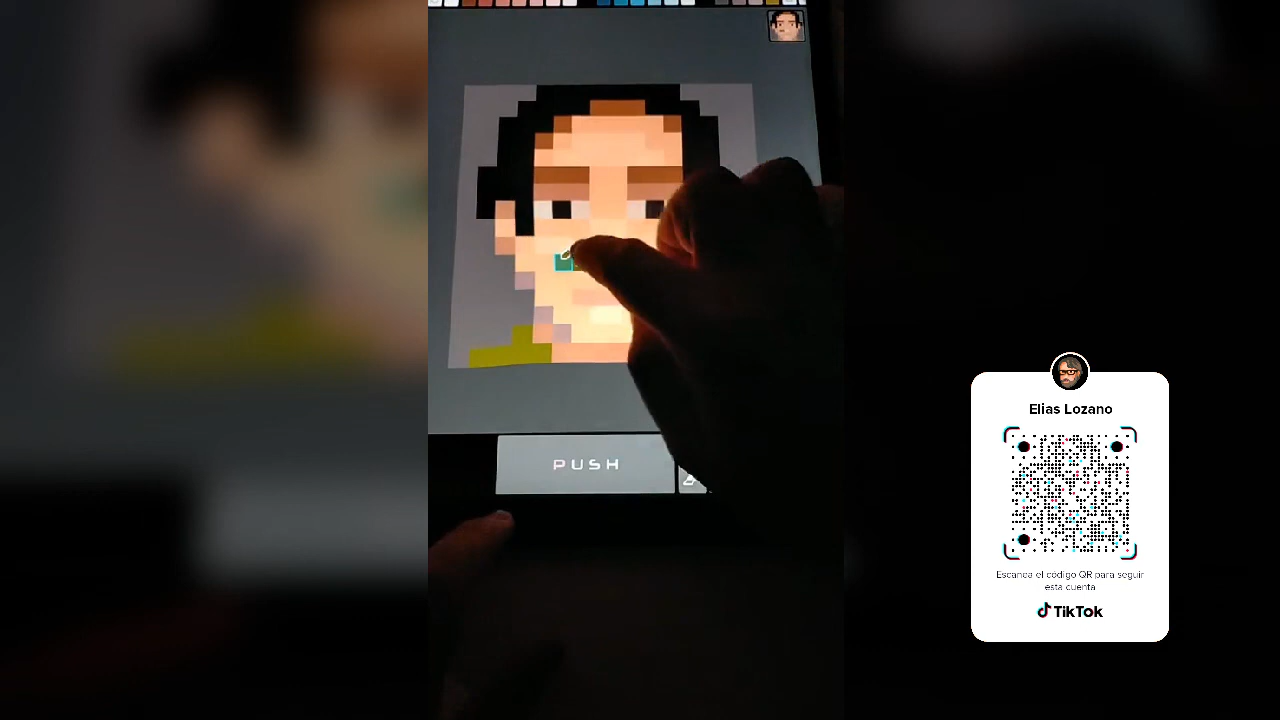 PUSH
Elias Lozano
Escanea el código QR para seguir
esta cuenta
TikTok